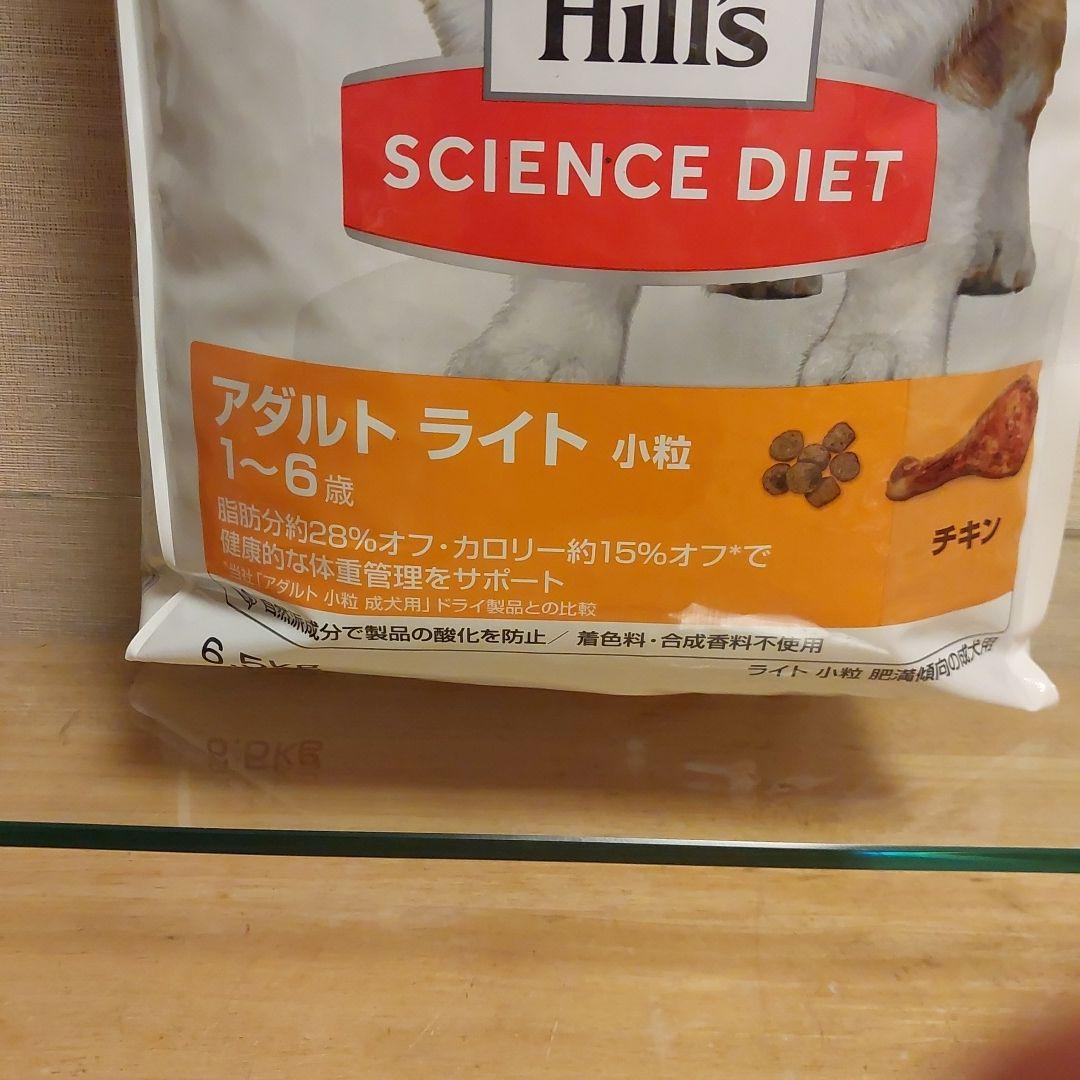 Hill's
SCIENCE DIET
アダルト ライト 小粒
1〜6歳
チキン
脂肪分約28%オフ・カロリー約15%オフ*で
健康的な体重管理をサポート
*当社「アダルト 小粒 成犬用」ドライ製品との比較
自然派成分で製品の酸化を防止／着色料・合成香料不使用
6.5kg
ライト 小粒 肥満傾向の成犬用